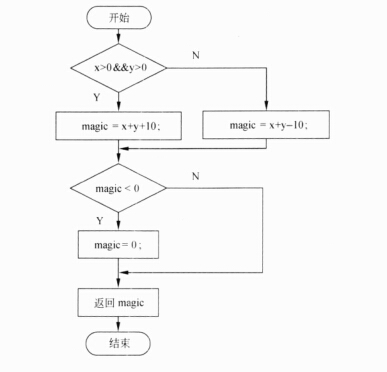 开始
x>0&&y>0
N
Y
magic = x+y+10;
magic = x+y−10;
magic < 0
N
Y
magic= 0;
返回 magic
结束